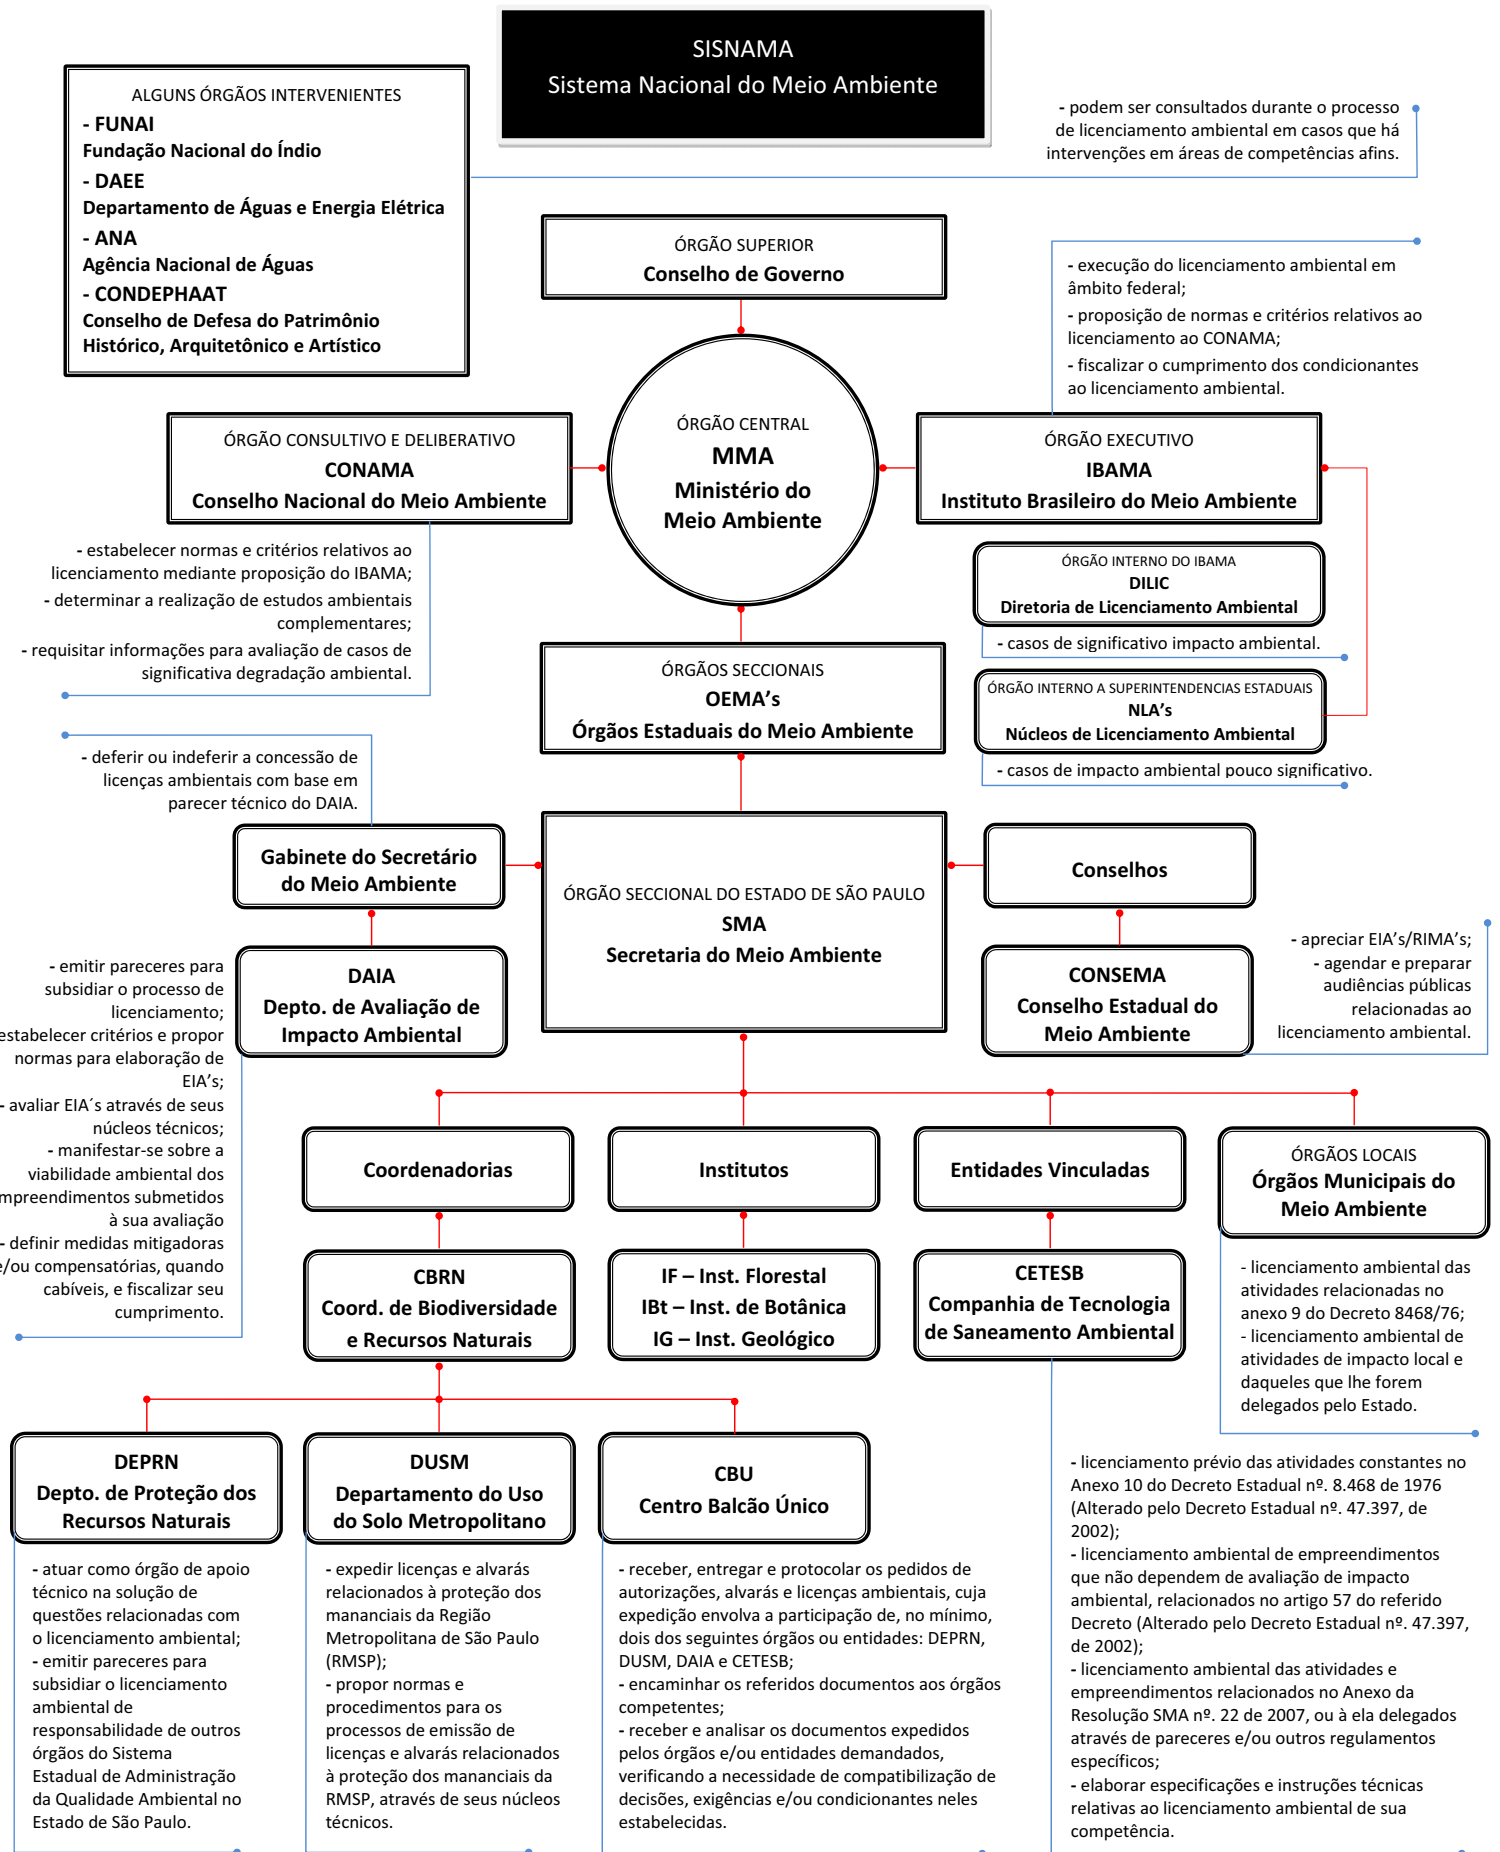 SISNAMA
Sistema Nacional do Meio Ambiente
ALGUNS ÓRGÃOS INTERVENIENTES
- FUNAI
Fundação Nacional do Índio
- DAEE
Departamento de Águas e Energia Elétrica
- ANA
Agência Nacional de Águas
- CONDEPHAAT
Conselho de Defesa do Patrimônio
Histórico, Arquitetônico e Artístico
- podem ser consultados durante o processo
de licenciamento ambiental em casos que há
intervenções em áreas de competências afins.
ÓRGÃO SUPERIOR
Conselho de Governo
- execução do licenciamento ambiental em
âmbito federal;
- proposição de normas e critérios relativos ao
licenciamento ao CONAMA;
- fiscalizar o cumprimento dos condicionantes
ao licenciamento ambiental.
ÓRGÃO CONSULTIVO E DELIBERATIVO
CONAMA
Conselho Nacional do Meio Ambiente
ÓRGÃO CENTRAL
MMA
Ministério do
Meio Ambiente
ÓRGÃO EXECUTIVO
IBAMA
Instituto Brasileiro do Meio Ambiente
- estabelecer normas e critérios relativos ao
licenciamento mediante proposição do IBAMA;
- determinar a realização de estudos ambientais
complementares;
- requisitar informações para avaliação de casos de
significativa degradação ambiental.
ÓRGÃO INTERNO DO IBAMA
DILIC
Diretoria de Licenciamento Ambiental
- casos de significativo impacto ambiental.
ÓRGÃOS SECCIONAIS
OEMA's
Órgãos Estaduais do Meio Ambiente
ÓRGÃO INTERNO A SUPERINTENDENCIAS ESTADUAIS
NLA's
Núcleos de Licenciamento Ambiental
- casos de impacto ambiental pouco significativo.
- deferir ou indeferir a concessão de
licenças ambientais com base em
parecer técnico do DAIA.
Gabinete do Secretário
do Meio Ambiente
ÓRGÃO SECCIONAL DO ESTADO DE SÃO PAULO
SMA
Secretaria do Meio Ambiente
Conselhos
DAIA
Depto. de Avaliação de
Impacto Ambiental
CONSEMA
Conselho Estadual do
Meio Ambiente
- apreciar EIA's/RIMA's;
- agendar e preparar
audiências públicas
relacionadas ao
licenciamento ambiental.
- emitir pareceres para
subsidiar o processo de
licenciamento;
estabelecer critérios e propor
normas para elaboração de
EIA's;
- avaliar EIA´s através de seus
núcleos técnicos;
- manifestar-se sobre a
viabilidade ambiental dos
mpreendimentos submetidos
à sua avaliação
- definir medidas mitigadoras
e/ou compensatórias, quando
cabíveis, e fiscalizar seu
cumprimento.
Coordenadorias
Institutos
Entidades Vinculadas
ÓRGÃOS LOCAIS
Órgãos Municipais do
Meio Ambiente
CBRN
Coord. de Biodiversidade
e Recursos Naturais
IF – Inst. Florestal
IBt – Inst. de Botânica
IG – Inst. Geológico
CETESB
Companhia de Tecnologia
de Saneamento Ambiental
- licenciamento ambiental das
atividades relacionadas no
anexo 9 do Decreto 8468/76;
- licenciamento ambiental de
atividades de impacto local e
daqueles que lhe forem
delegados pelo Estado.
DEPRN
Depto. de Proteção dos
Recursos Naturais
DUSM
Departamento do Uso
do Solo Metropolitano
CBU
Centro Balcão Único
- atuar como órgão de apoio
técnico na solução de
questões relacionadas com
o licenciamento ambiental;
- emitir pareceres para
subsidiar o licenciamento
ambiental de
responsabilidade de outros
órgãos do Sistema
Estadual de Administração
da Qualidade Ambiental no
Estado de São Paulo.
- expedir licenças e alvarás
relacionados à proteção dos
mananciais da Região
Metropolitana de São Paulo
(RMSP);
- propor normas e
procedimentos para os
processos de emissão de
licenças e alvarás relacionados
à proteção dos mananciais da
RMSP, através de seus núcleos
técnicos.
- receber, entregar e protocolar os pedidos de
autorizações, alvarás e licenças ambientais, cuja
expedição envolva a participação de, no mínimo,
dois dos seguintes órgãos ou entidades: DEPRN,
DUSM, DAIA e CETESB;
- encaminhar os referidos documentos aos órgãos
competentes;
- receber e analisar os documentos expedidos
pelos órgãos e/ou entidades demandados,
verificando a necessidade de compatibilização de
decisões, exigências e/ou condicionantes neles
estabelecidas.
- licenciamento prévio das atividades constantes no
Anexo 10 do Decreto Estadual nº. 8.468 de 1976
(Alterado pelo Decreto Estadual nº. 47.397, de
2002);
- licenciamento ambiental de empreendimentos
que não dependem de avaliação de impacto
ambiental, relacionados no artigo 57 do referido
Decreto (Alterado pelo Decreto Estadual nº. 47.397,
de 2002);
- licenciamento ambiental das atividades e
empreendimentos relacionados no Anexo da
Resolução SMA nº. 22 de 2007, ou à ela delegados
através de pareceres e/ou outros regulamentos
específicos;
- elaborar especificações e instruções técnicas
relativas ao licenciamento ambiental de sua
competência.